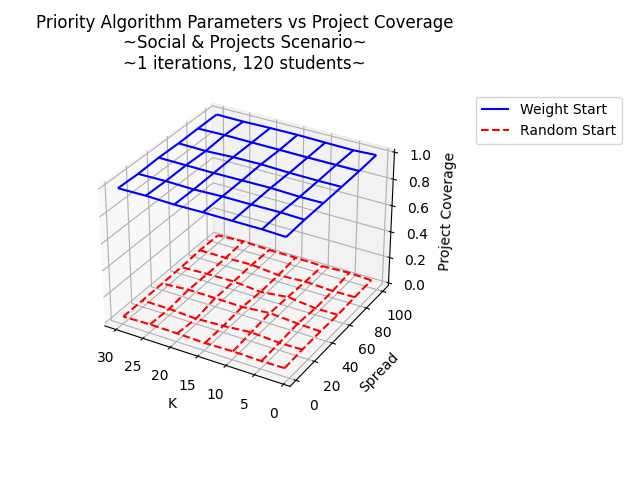 Priority Algorithm Parameters vs Project Coverage
~Social & Projects Scenario~
~1 iterations, 120 students~
Weight Start
Random Start
1.0
0.8
0.6
0.4
0.2
0.0
Project Coverage
100
80
60
40
20
0
Spread
30
25
20
15
10
5
0
K